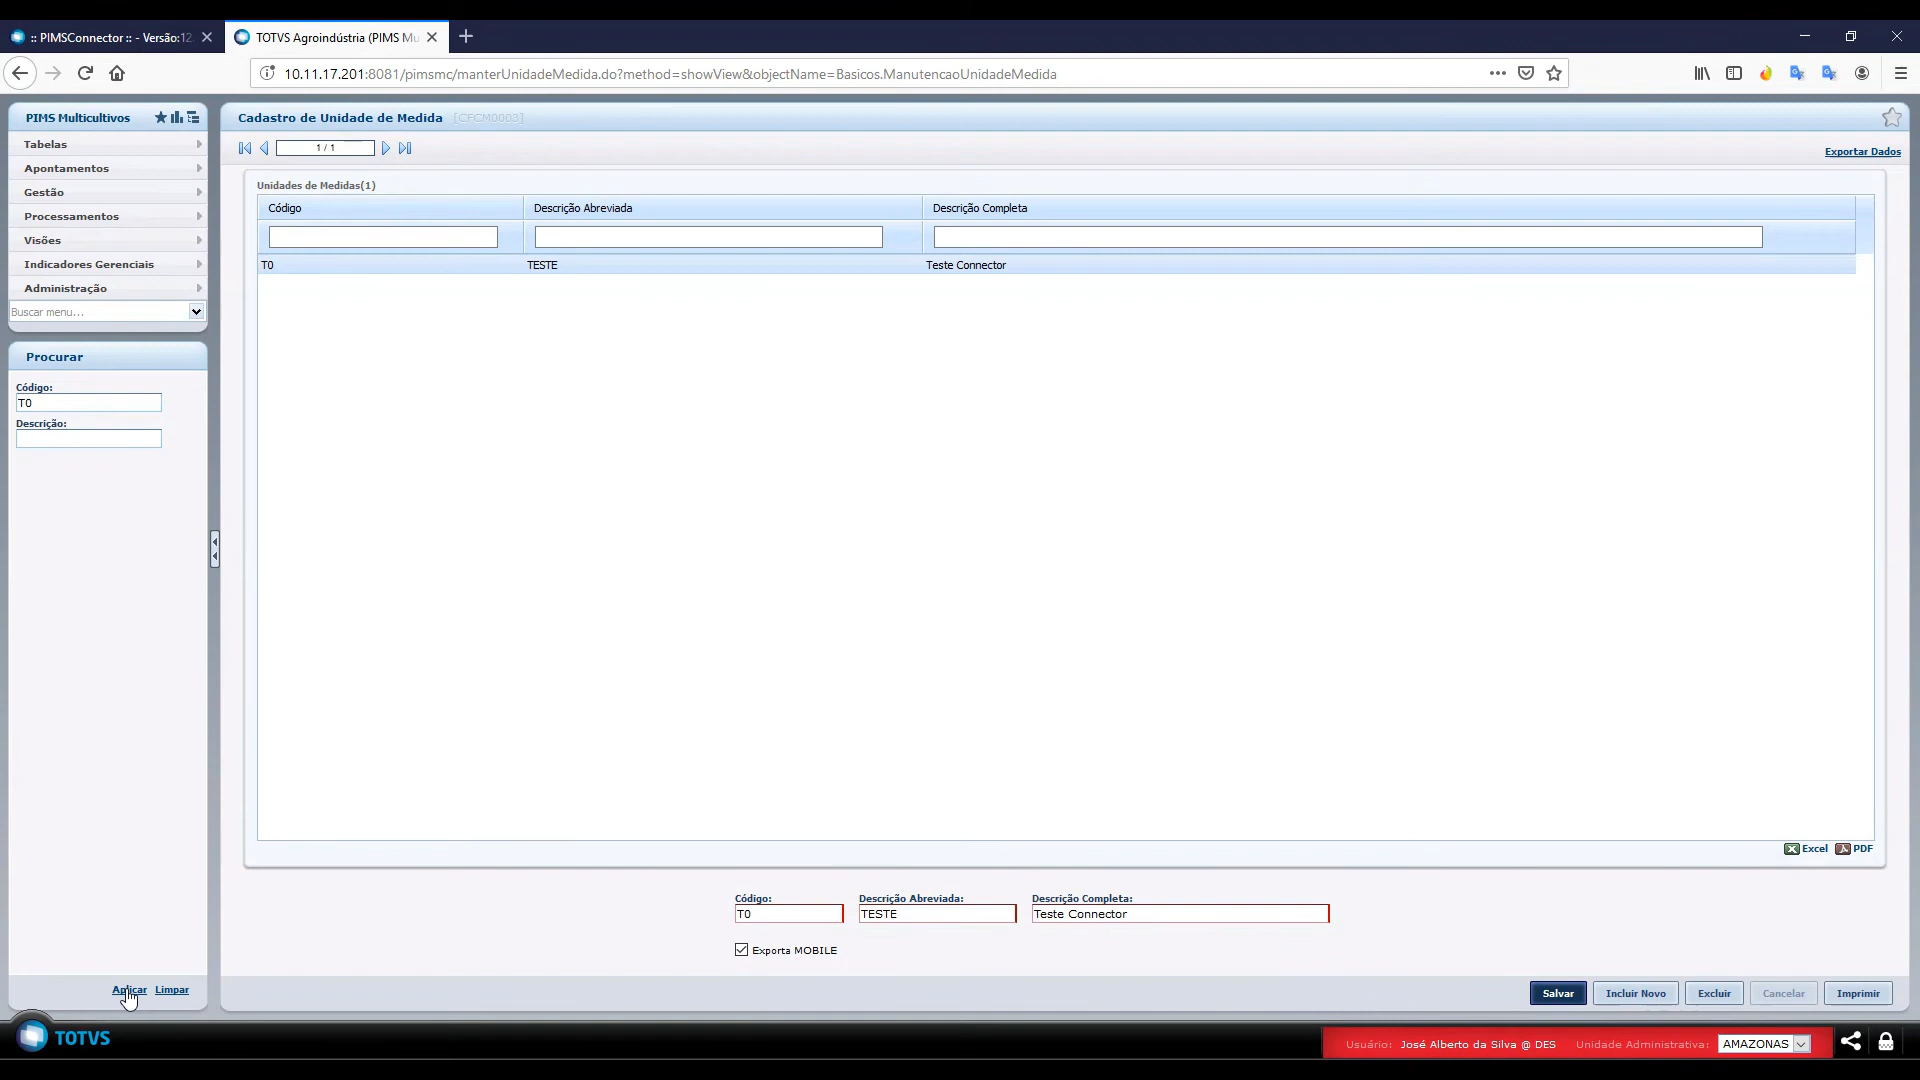 :: PIMSConnector :: - Versão:12
TOTVS Agroindústria (PIMS Mu
10.11.17.201:8081/pimsmc/manterUnidadeMedida.do?method=showView&objectName=Basicos.ManutencaoUnidadeMedida
PIMS Multicultivos
Tabelas
Apontamentos
Gestão
Processamentos
Visões
Indicadores Gerenciais
Administração
Buscar menu...
Procurar
Código:
T0
Descrição:
Aplicar Limpar
Cadastro de Unidade de Medida [CFCM0003]
1 / 1
Exportar Dados
Unidades de Medidas(1)
Código Descrição Abreviada Descrição Completa
T0 TESTE Teste Connector
Excel PDF
Código: Descrição Abreviada: Descrição Completa:
T0 TESTE Teste Connector
Exporta MOBILE
Salvar Incluir Novo Excluir Cancelar Imprimir
TOTVS
Usuário: José Alberto da Silva @ DES Unidade Administrativa: AMAZONAS